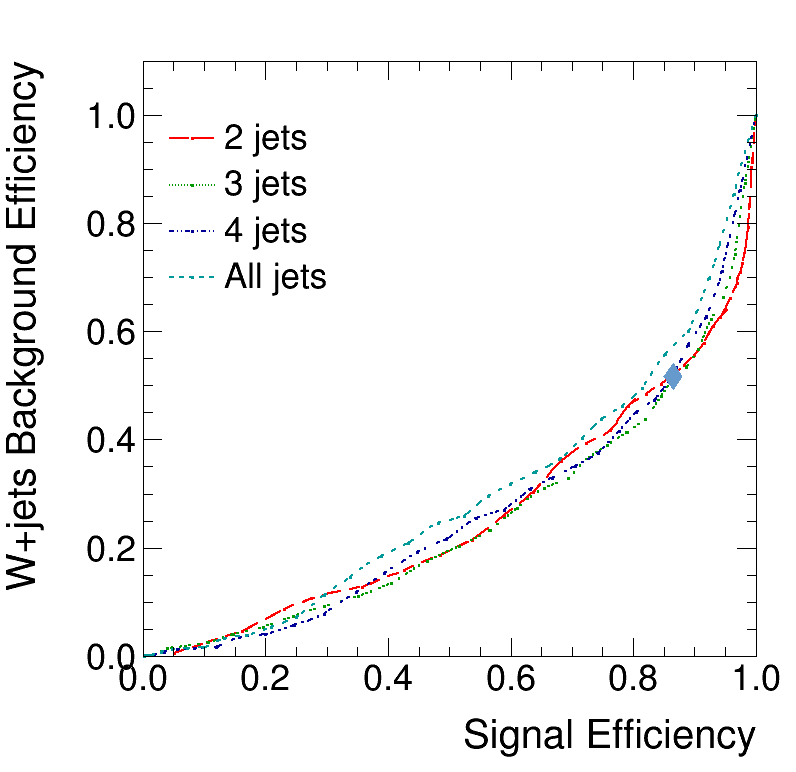 W+jets Background Efficiency
1.0
0.8
0.6
0.4
0.2
0.0
2 jets
3 jets
4 jets
All jets
0.0 0.2 0.4 0.6 0.8 1.0
Signal Efficiency